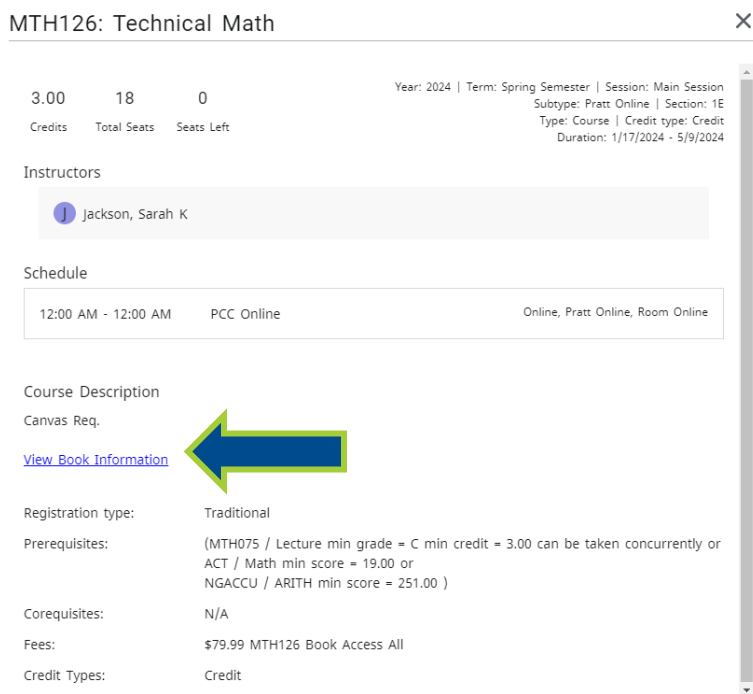 MTH126: Technical Math
3.00
18
0
Credits
Total Seats
Seats Left
Year: 2024 | Term: Spring Semester | Session: Main Session
Subtype: Pratt Online | Section: 1E
Type: Course | Credit type: Credit
Duration: 1/17/2024 - 5/9/2024
Instructors
J
Jackson, Sarah K
Schedule
12:00 AM - 12:00 AM PCC Online Online, Pratt Online, Room Online
Course Description
Canvas Req.
View Book Information
Registration type: Traditional
Prerequisites: (MTH075 / Lecture min grade = C min credit = 3.00 can be taken concurrently or
ACT / Math min score = 19.00 or
NGACCU / ARITH min score = 251.00 )
Corequisites: N/A
Fees: $79.99 MTH126 Book Access All
Credit Types: Credit